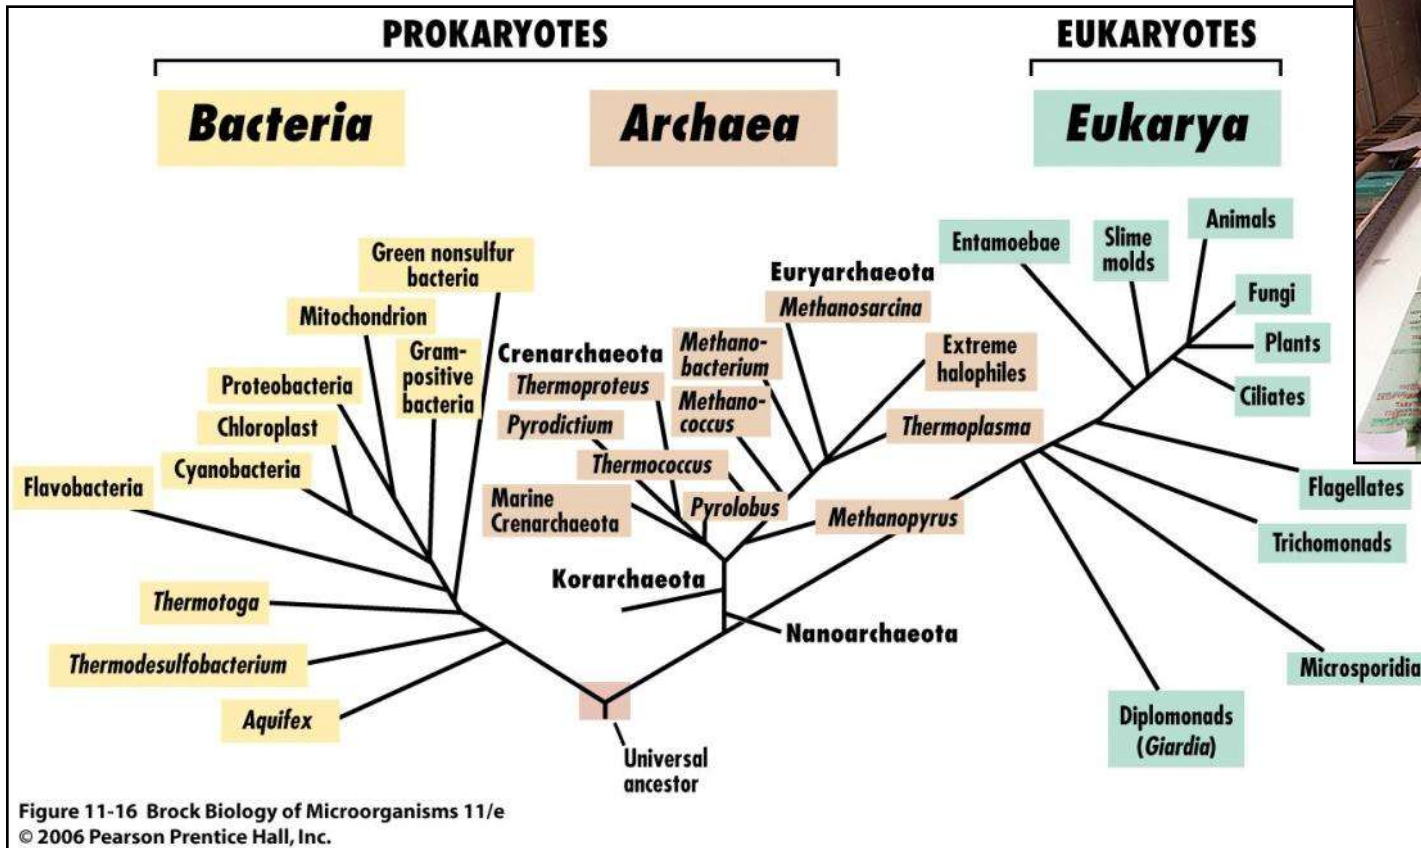 PROKARYOTES
EUKARYOTES
Bacteria
Archaea
Eukarya
Green nonsulfur
bacteria
Mitochondrion
Gram-
positive
bacteria
Proteobacteria
Chloroplast
Cyanobacteria
Flavobacteria
Thermotoga
Thermodesulfobacterium
Aquifex
Crenarchaeota
Thermoproteus
Pyrodictium
Thermococcus
Marine
Crenarchaeota
Pyrolobus
Euryarchaeota
Methanosarcina
Methano-
bacterium
Methano-
coccus
Extreme
halophiles
Thermoplasma
Methanopyrus
Korarchaeota
Nanoarchaeota
Entamoebae
Slime
molds
Animals
Fungi
Plants
Ciliates
Flagellates
Trichomonads
Microsporidia
Diplomonads
(Giardia)
Universal
ancestor
Figure 11-16 Brock Biology of Microorganisms 11/e
© 2006 Pearson Prentice Hall, Inc.